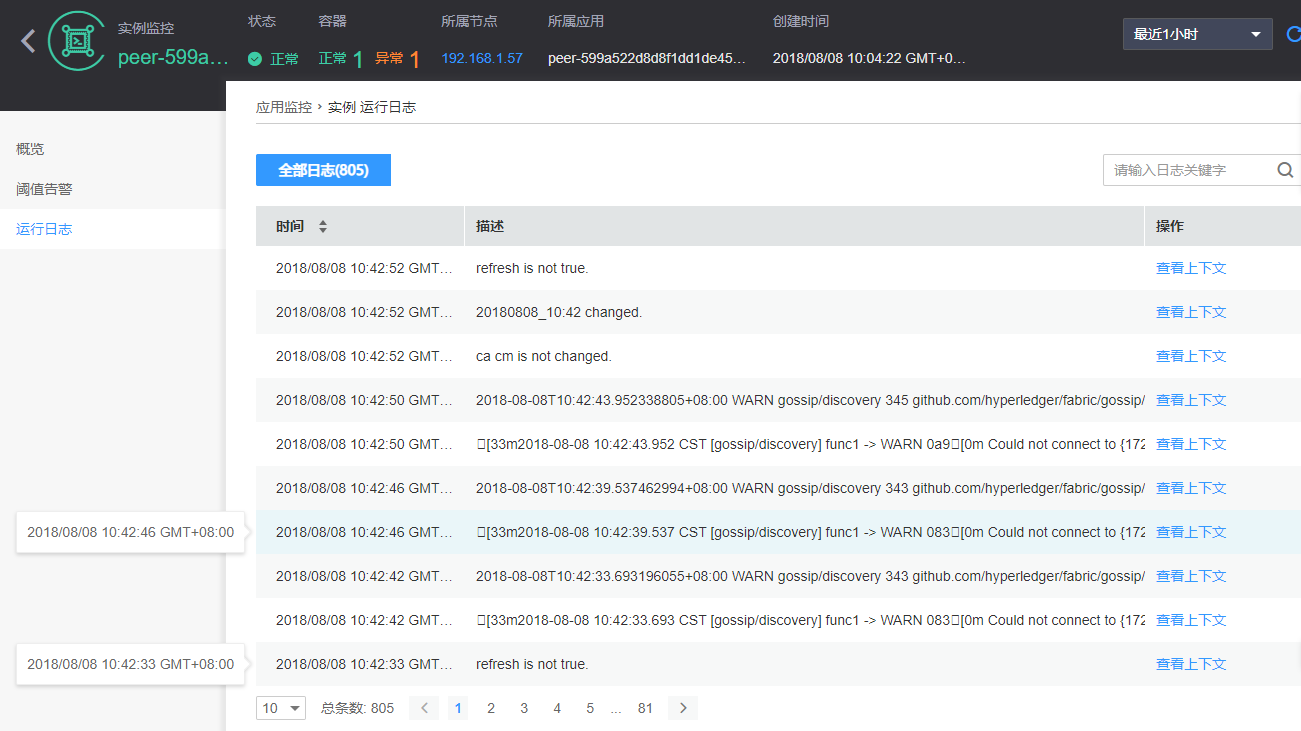 实例监控
peer-599a...
状态
正常
容器
正常 1 异常 1
所属节点
192.168.1.57
所属应用
peer-599a522d8d8f1dd1de45...
创建时间
2018/08/08 10:04:22 GMT+0...
最近1小时
概览
阈值告警
运行日志
应用监控 › 实例 运行日志
全部日志(805)
请输入日志关键字
时间 描述 操作
2018/08/08 10:42:52 GMT... refresh is not true. 查看上下文
2018/08/08 10:42:52 GMT... 20180808_10:42 changed. 查看上下文
2018/08/08 10:42:52 GMT... ca cm is not changed. 查看上下文
2018/08/08 10:42:50 GMT... 2018-08-08T10:42:43.952338805+08:00 WARN gossip/discovery 345 github.com/hyperledger/fabric/gossip/ 查看上下文
2018/08/08 10:42:50 GMT... [33m2018-08-08 10:42:43.952 CST [gossip/discovery] func1 -> WARN 0a9[0m Could not connect to {172 查看上下文
2018/08/08 10:42:46 GMT... 2018-08-08T10:42:39.537462994+08:00 WARN gossip/discovery 343 github.com/hyperledger/fabric/gossip/ 查看上下文
2018/08/08 10:42:46 GMT+08:00
2018/08/08 10:42:46 GMT... [33m2018-08-08 10:42:39.537 CST [gossip/discovery] func1 -> WARN 083[0m Could not connect to {172 查看上下文
2018/08/08 10:42:42 GMT... 2018-08-08T10:42:33.693196055+08:00 WARN gossip/discovery 343 github.com/hyperledger/fabric/gossip/ 查看上下文
2018/08/08 10:42:42 GMT... [33m2018-08-08 10:42:33.693 CST [gossip/discovery] func1 -> WARN 083[0m Could not connect to {172 查看上下文
2018/08/08 10:42:33 GMT+08:00
2018/08/08 10:42:33 GMT... refresh is not true. 查看上下文
10 总条数: 805 < 1 2 3 4 5 ... 81 >